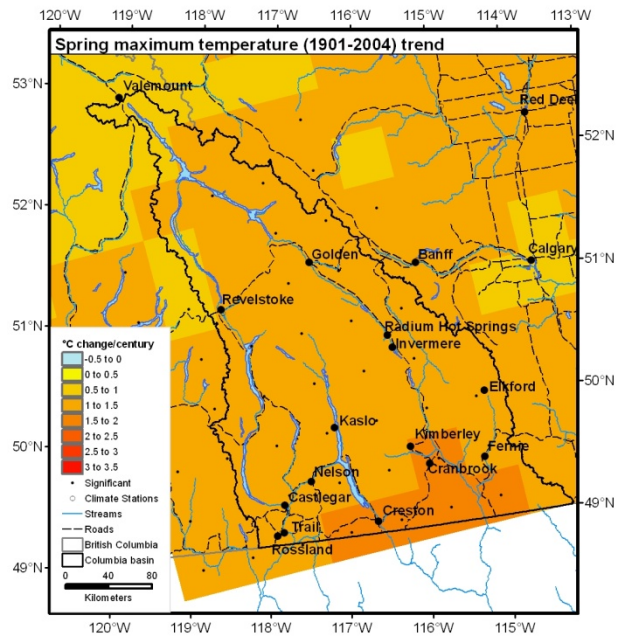 120°W 119°W 118°W 117°W 116°W 115°W 114°W 113°W
Spring maximum temperature (1901-2004) trend
53°N
Valemount
Red Deer
52°N
52°N
Golden
Banff
Calgary
51°N
Revelstoke
51°N
Radium Hot Springs
Invermere
°C change/century
-0.5 to 0
0 to 0.5
0.5 to 1
1 to 1.5
1.5 to 2
2 to 2.5
2.5 to 3
3 to 3.5
Significant
Climate Stations
Streams
Roads
British Columbia
Columbia basin
0 40 80
Kilometers
Elkford
50°N
Kaslo
50°N
Kimberley
Fernie
Cranbrook
Nelson
Castlegar
Creston
49°N
Trail
Rossland
49°N
120°W 119°W 118°W 117°W 116°W 115°W 114°W